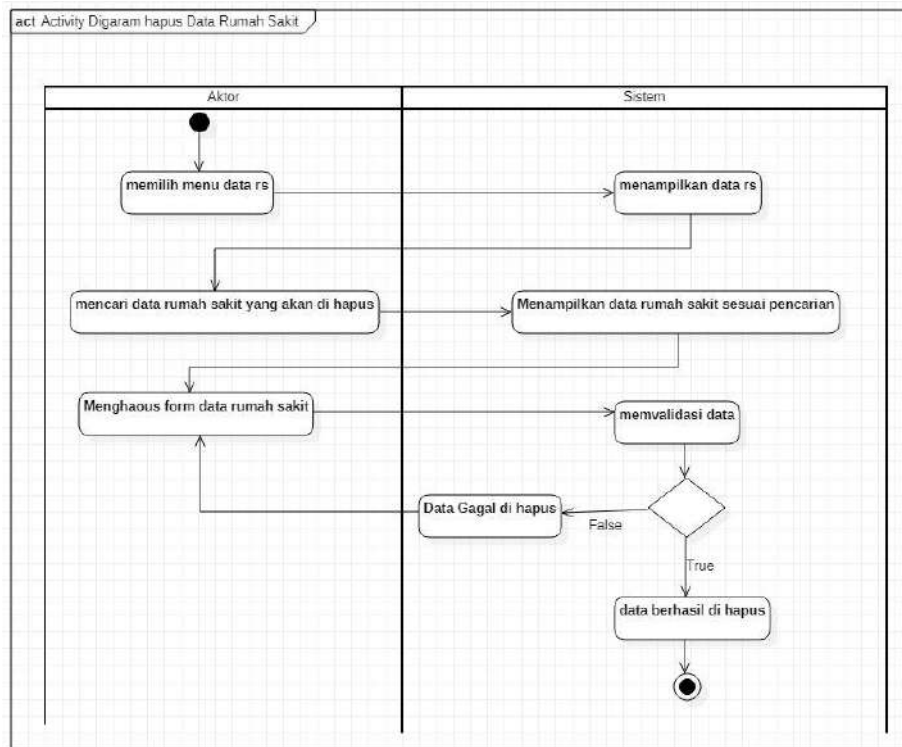 act Activity Digaram hapus Data Rumah Sakit
Aktor
Sistem
memilih menu data rs
menampilkan data rs
mencari data rumah sakit yang akan di hapus
Menampilkan data rumah sakit sesuai pencarian
Menghaous form data rumah sakit
memvalidasi data
Data Gagal di hapus
False
True
data berhasil di hapus